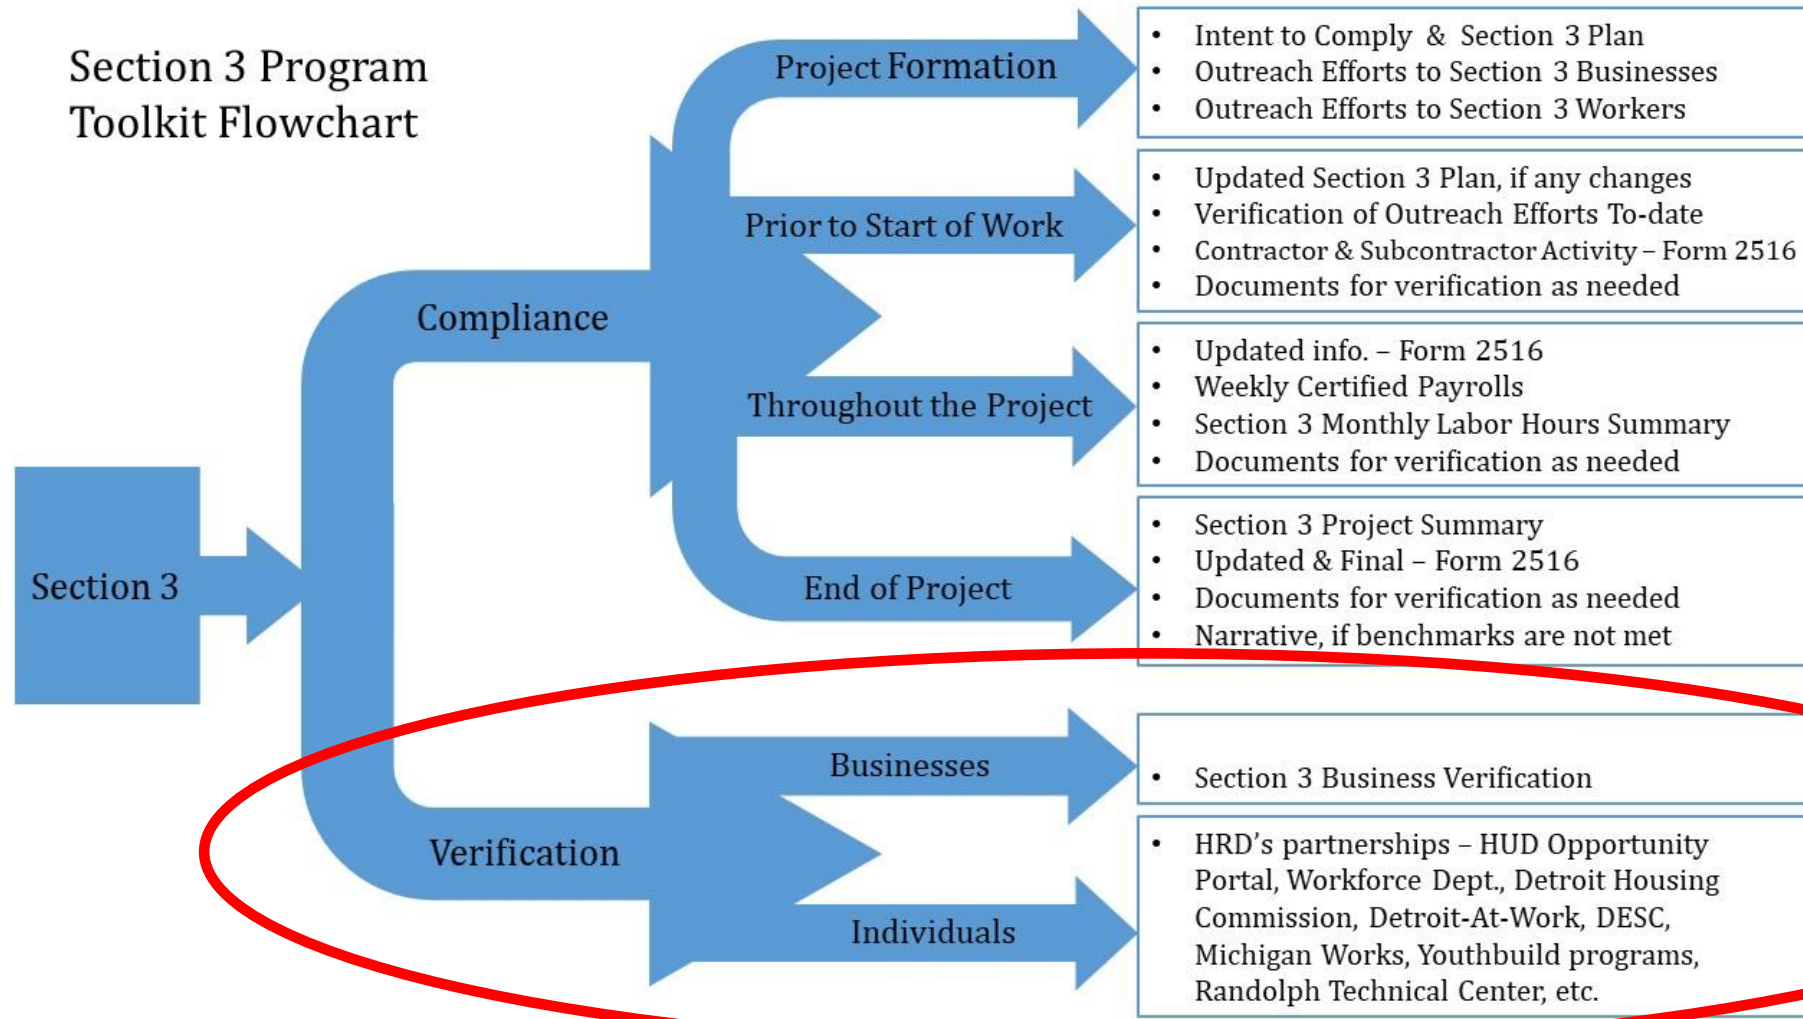 Section 3 Program
Toolkit Flowchart
Section 3
Compliance
Project Formation
• Intent to Comply & Section 3 Plan
• Outreach Efforts to Section 3 Businesses
• Outreach Efforts to Section 3 Workers
Prior to Start of Work
• Updated Section 3 Plan, if any changes
• Verification of Outreach Efforts To-date
• Contractor & Subcontractor Activity – Form 2516
• Documents for verification as needed
Throughout the Project
• Updated info. – Form 2516
• Weekly Certified Payrolls
• Section 3 Monthly Labor Hours Summary
• Documents for verification as needed
End of Project
• Section 3 Project Summary
• Updated & Final – Form 2516
• Documents for verification as needed
• Narrative, if benchmarks are not met
Verification
Businesses
• Section 3 Business Verification
Individuals
• HRD's partnerships – HUD Opportunity
Portal, Workforce Dept., Detroit Housing
Commission, Detroit-At-Work, DESC,
Michigan Works, Youthbuild programs,
Randolph Technical Center, etc.